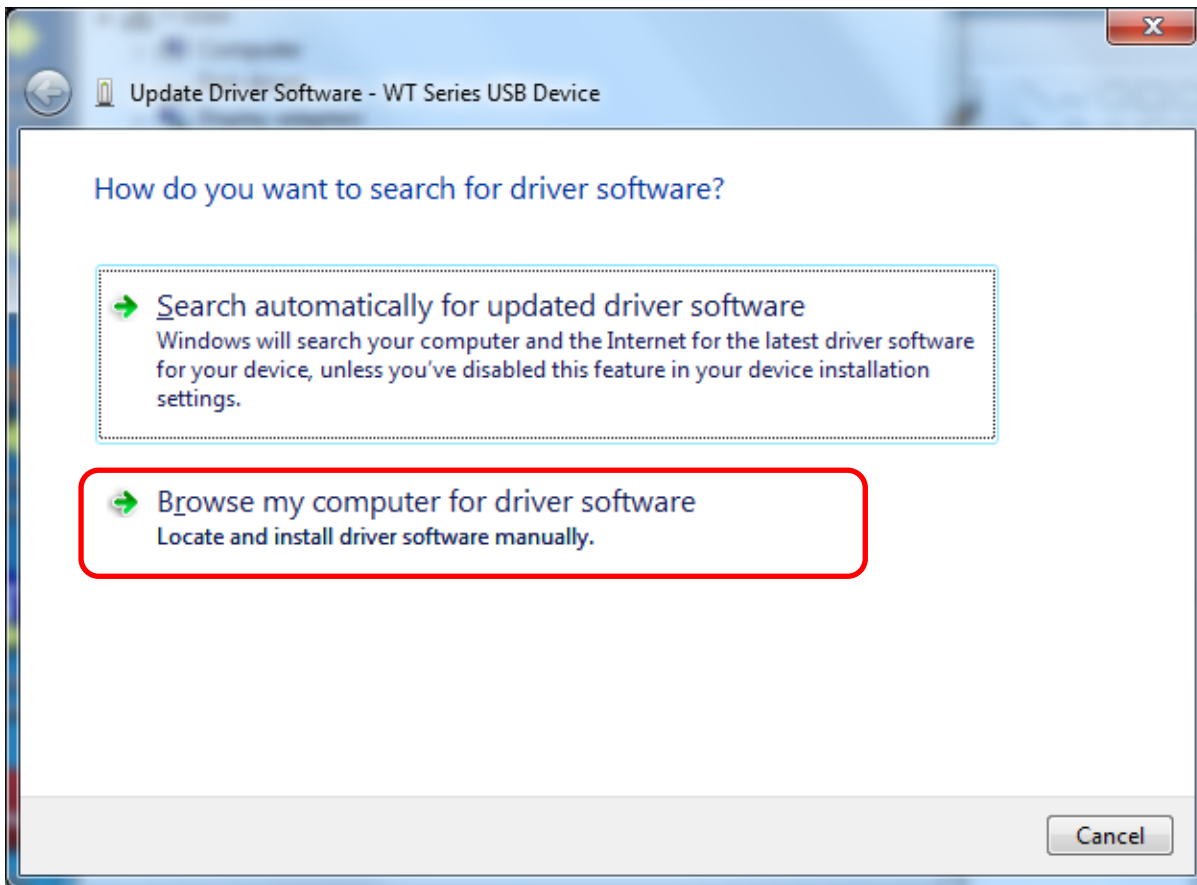 Computer
Display adapters
X
Update Driver Software - WT Series USB Device
How do you want to search for driver software?
Search automatically for updated driver software
Windows will search your computer and the Internet for the latest driver software
for your device, unless you’ve disabled this feature in your device installation
settings.
Browse my computer for driver software
Locate and install driver software manually.
Cancel